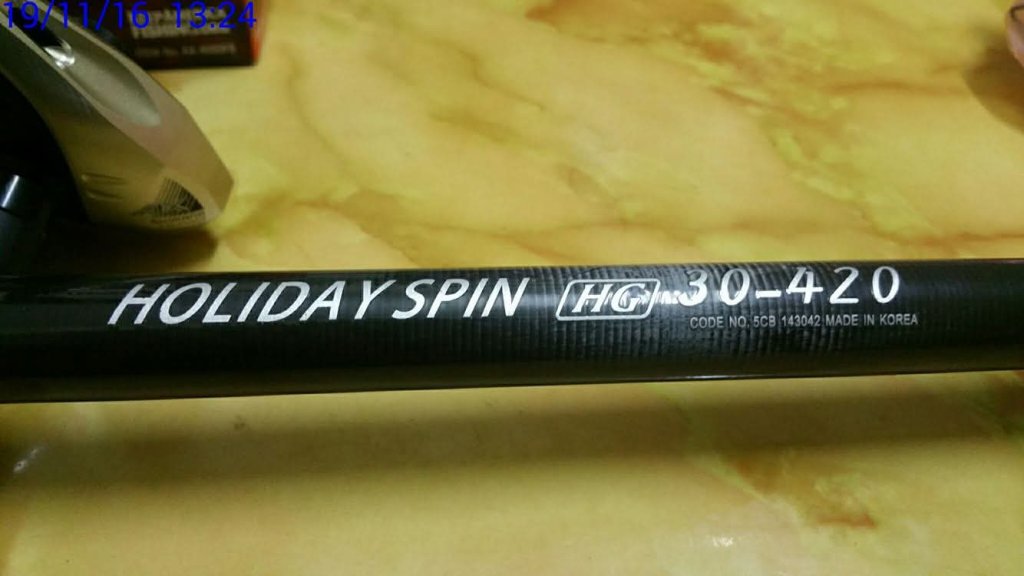 19/11/16 13:24
HOLIDAY SPIN HG 30-420
CODE NO. 5CB 143042 MADE IN KOREA